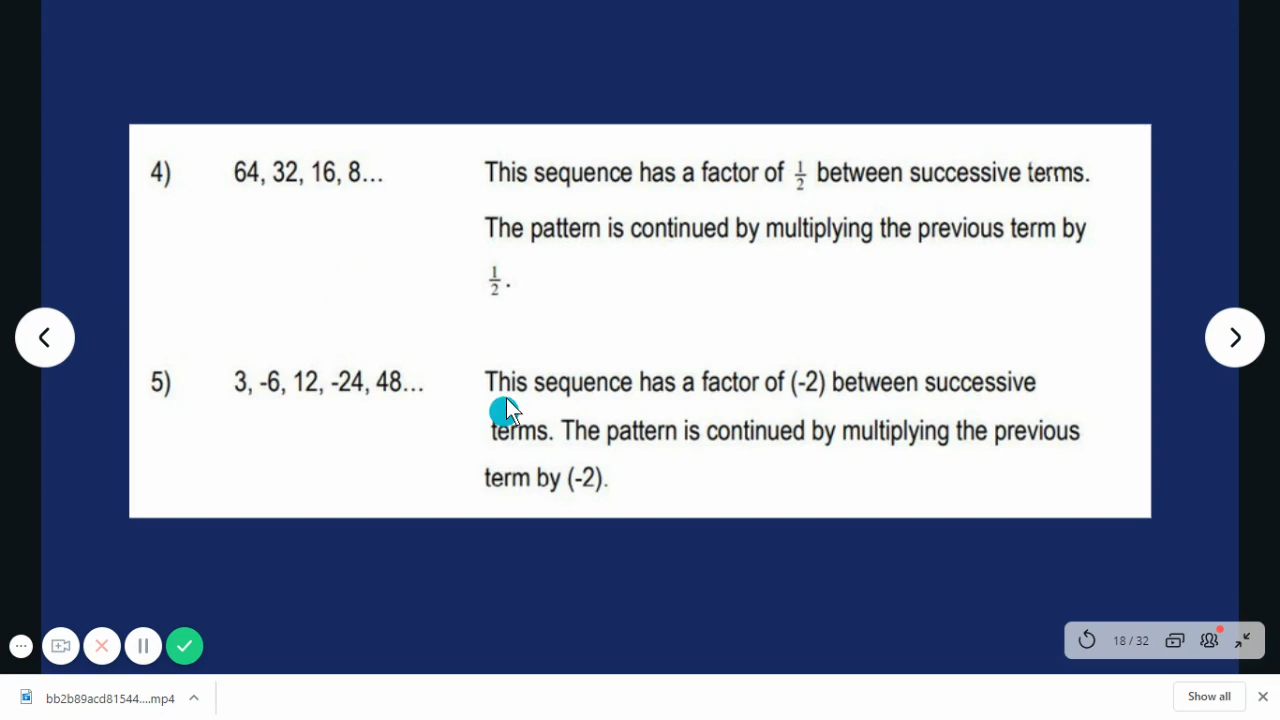 4) 64, 32, 16, 8... This sequence has a factor of 1/2 between successive terms.
The pattern is continued by multiplying the previous term by
1/2.
5) 3, -6, 12, -24, 48... This sequence has a factor of (-2) between successive
terms. The pattern is continued by multiplying the previous
term by (-2).
18 / 32
bb2b89acd81544....mp4
Show all